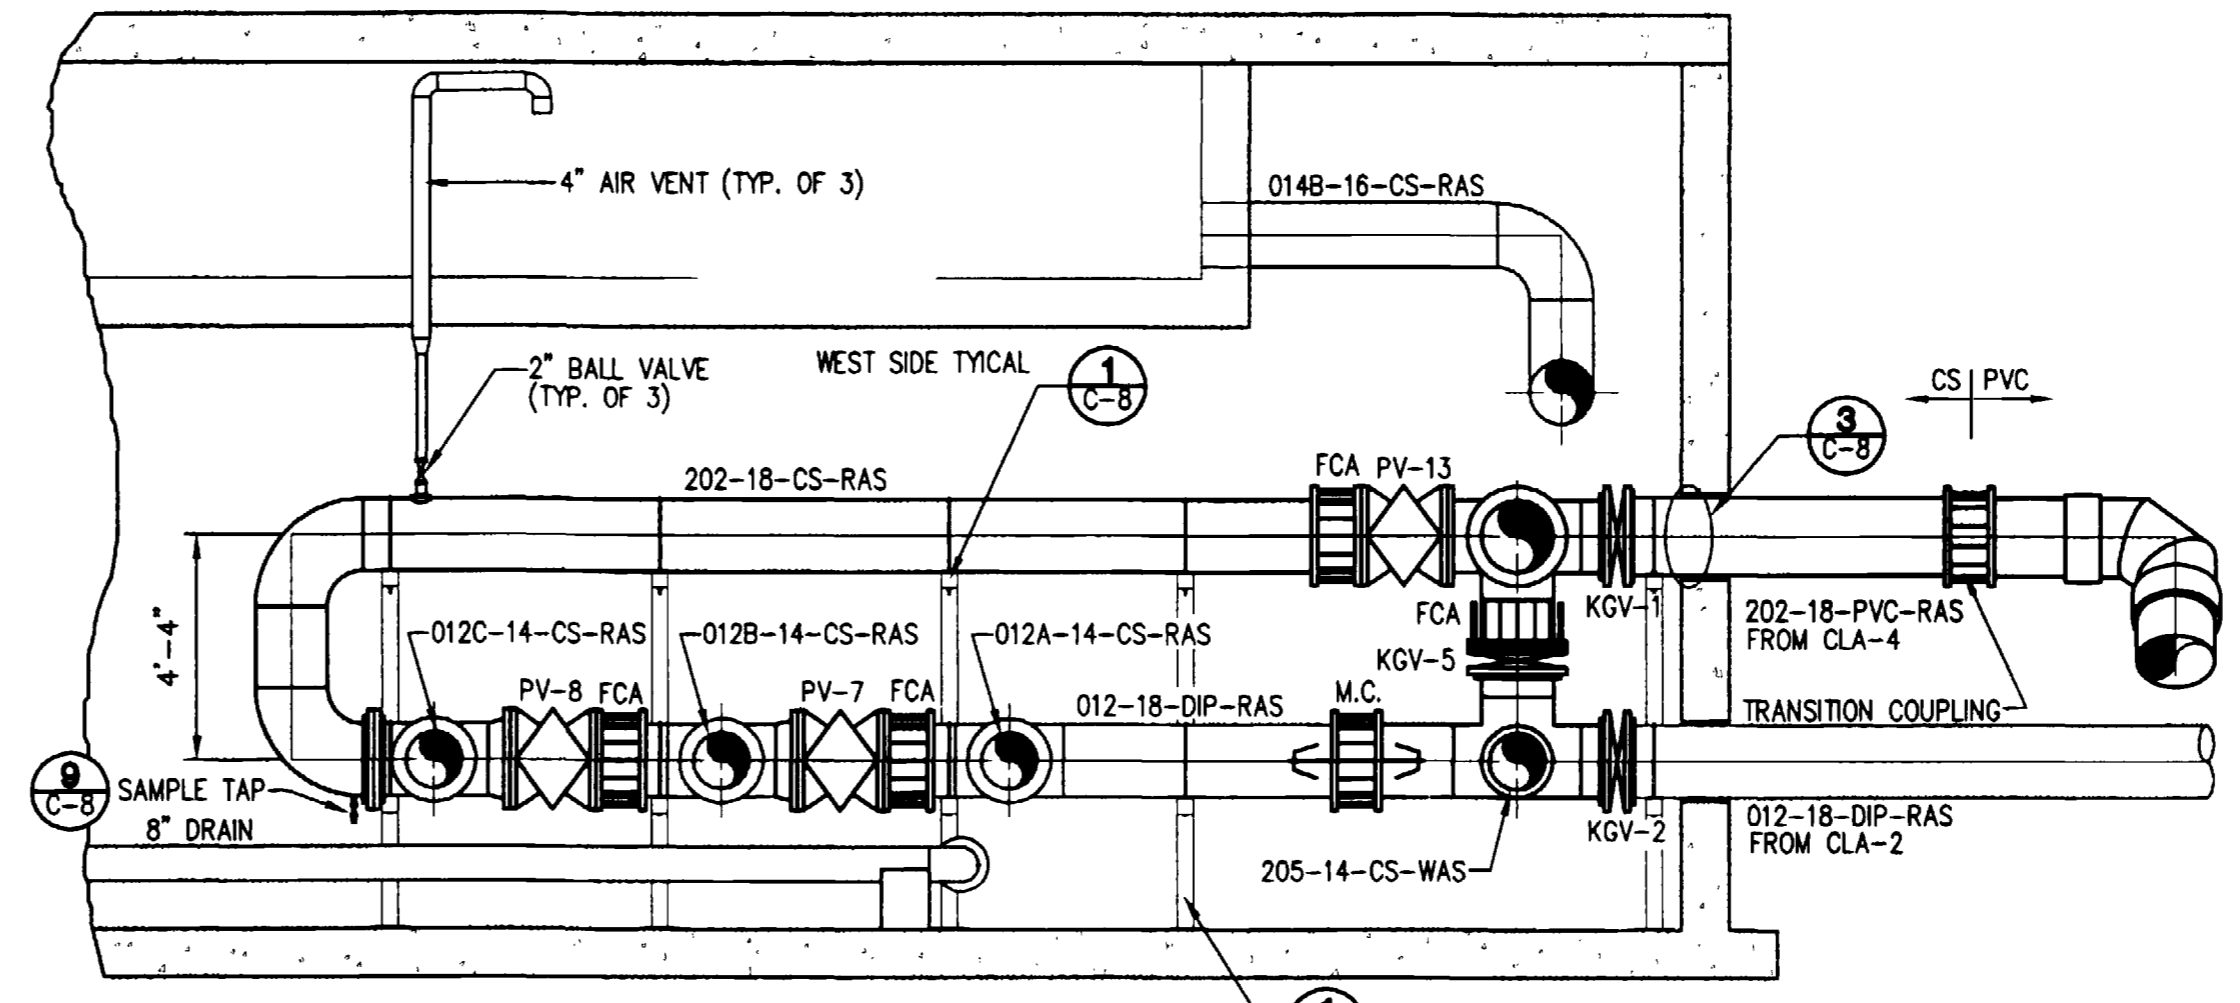 4" AIR VENT (TYP. OF 3)
014B-16-CS-RAS
2" BALL VALVE
(TYP. OF 3)
WEST SIDE TYICAL
1
C-8
CS PVC
3
C-8
202-18-CS-RAS
FCA PV-13
4'-4"
012C-14-CS-RAS
012B-14-CS-RAS
012A-14-CS-RAS
FCA
KGV-1
202-18-PVC-RAS
FROM CLA-4
KGV-5
PV-8 FCA
PV-7 FCA
012-18-DIP-RAS
M.C.
TRANSITION COUPLING
9
C-8
SAMPLE TAP
8" DRAIN
KGV-2
012-18-DIP-RAS
FROM CLA-2
205-14-CS-WAS